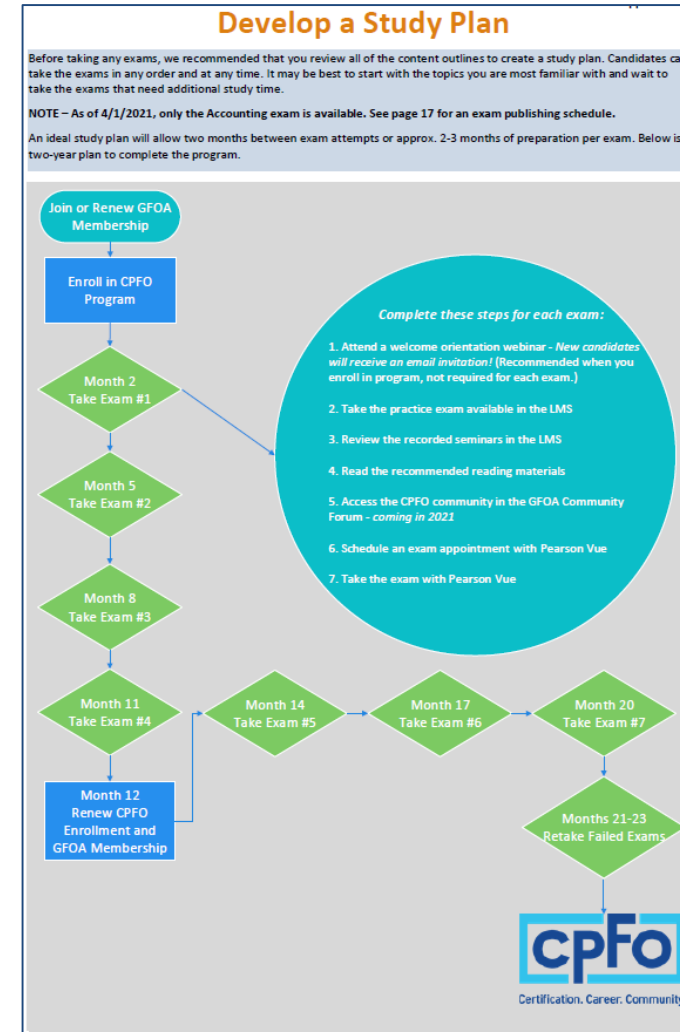 Develop a Study Plan
Before taking any exams, we recommended that you review all of the content outlines to create a study plan. Candidates ca
take the exams in any order and at any time. It may be best to start with the topics you are most familiar with and wait to
take the exams that need additional study time.
NOTE – As of 4/1/2021, only the Accounting exam is available. See page 17 for an exam publishing schedule.
An ideal study plan will allow two months between exam attempts or approx. 2-3 months of preparation per exam. Below is
two-year plan to complete the program.
Join or Renew GFOA
Membership
Enroll in CPFO
Program
Month 2
Take Exam #1
Month 5
Take Exam #2
Month 8
Take Exam #3
Month 11
Take Exam #4
Month 12
Renew CPFO
Enrollment and
GFOA Membership
Complete these steps for each exam:
1. Attend a welcome orientation webinar - New candidates
will receive an email invitation! (Recommended when you
enroll in program, not required for each exam.)
2. Take the practice exam available in the LMS
3. Review the recorded seminars in the LMS
4. Read the recommended reading materials
5. Access the CPFO community in the GFOA Community
Forum - coming in 2021
6. Schedule an exam appointment with Pearson Vue
7. Take the exam with Pearson Vue
Month 14
Take Exam #5
Month 17
Take Exam #6
Month 20
Take Exam #7
Months 21-23
Retake Failed Exams
cpFo
Certification. Career. Community